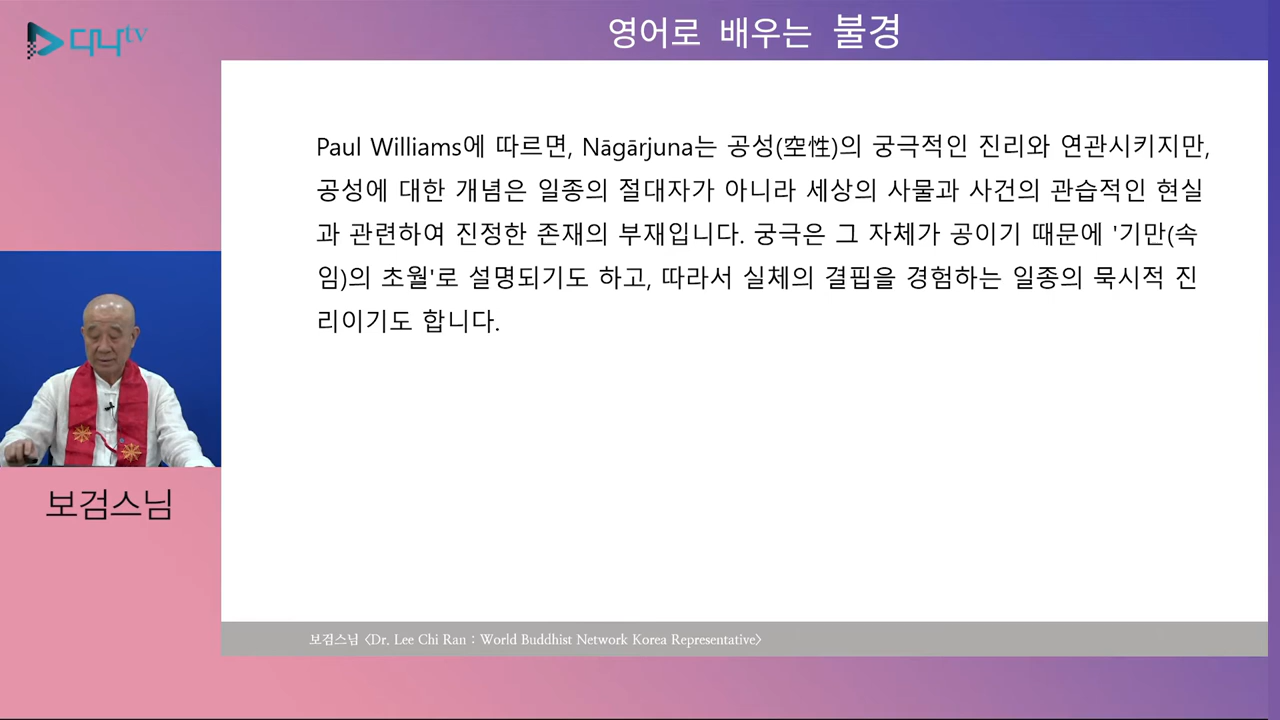 디나tv
영어로 배우는 불경
Paul Williams에 따르면, Nāgārjuna는 공성(空性)의 궁극적인 진리와 연관시키지만,
공성에 대한 개념은 일종의 절대자가 아니라 세상의 사물과 사건의 관습적인 현실
과 관련하여 진정한 존재의 부재입니다. 궁극은 그 자체가 공이기 때문에 '기만(속
임)의 초월'로 설명되기도 하고, 따라서 실체의 결핍을 경험하는 일종의 묵시적 진
리이기도 합니다.
보검스님
보검스님 <Dr. Lee Chi Ran : World Buddhist Network Korea Representative>